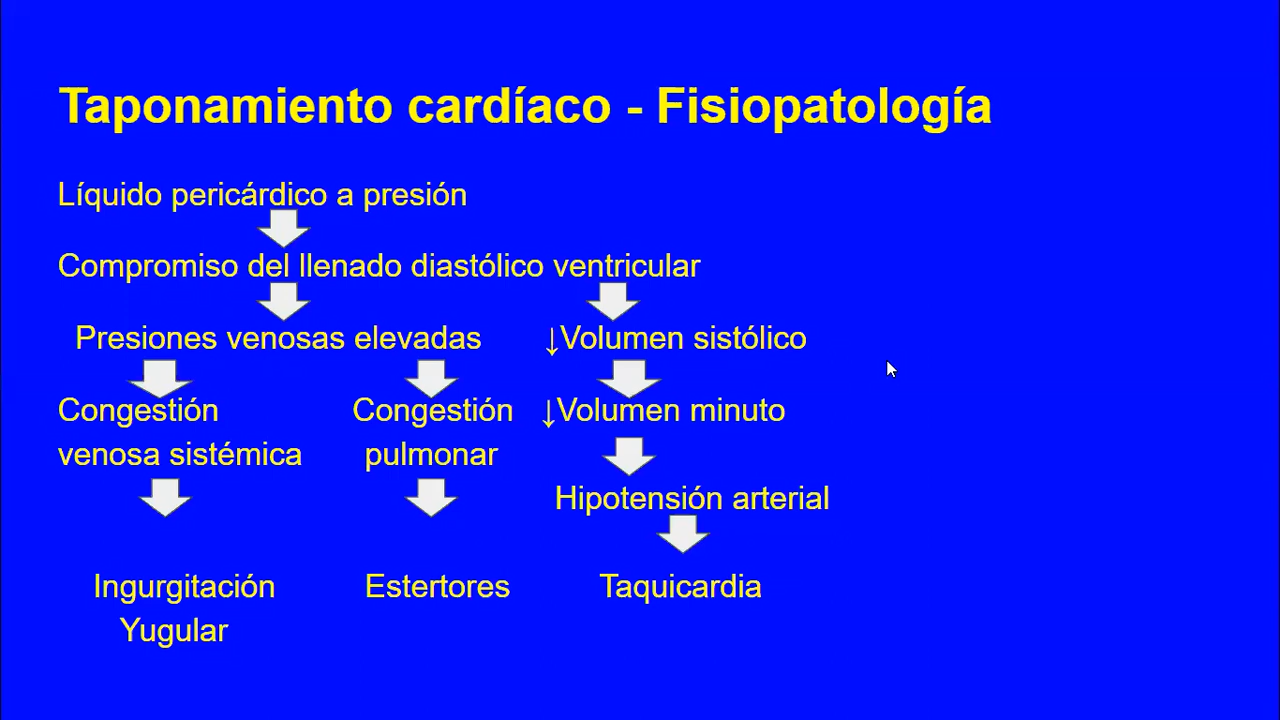 Taponamiento cardíaco - Fisiopatología
Líquido pericárdico a presión
Compromiso del llenado diastólico ventricular
Presiones venosas elevadas ↓Volumen sistólico
Congestión Congestión ↓Volumen minuto
venosa sistémica pulmonar
Hipotensión arterial
Ingurgitación Estertores Taquicardia
Yugular